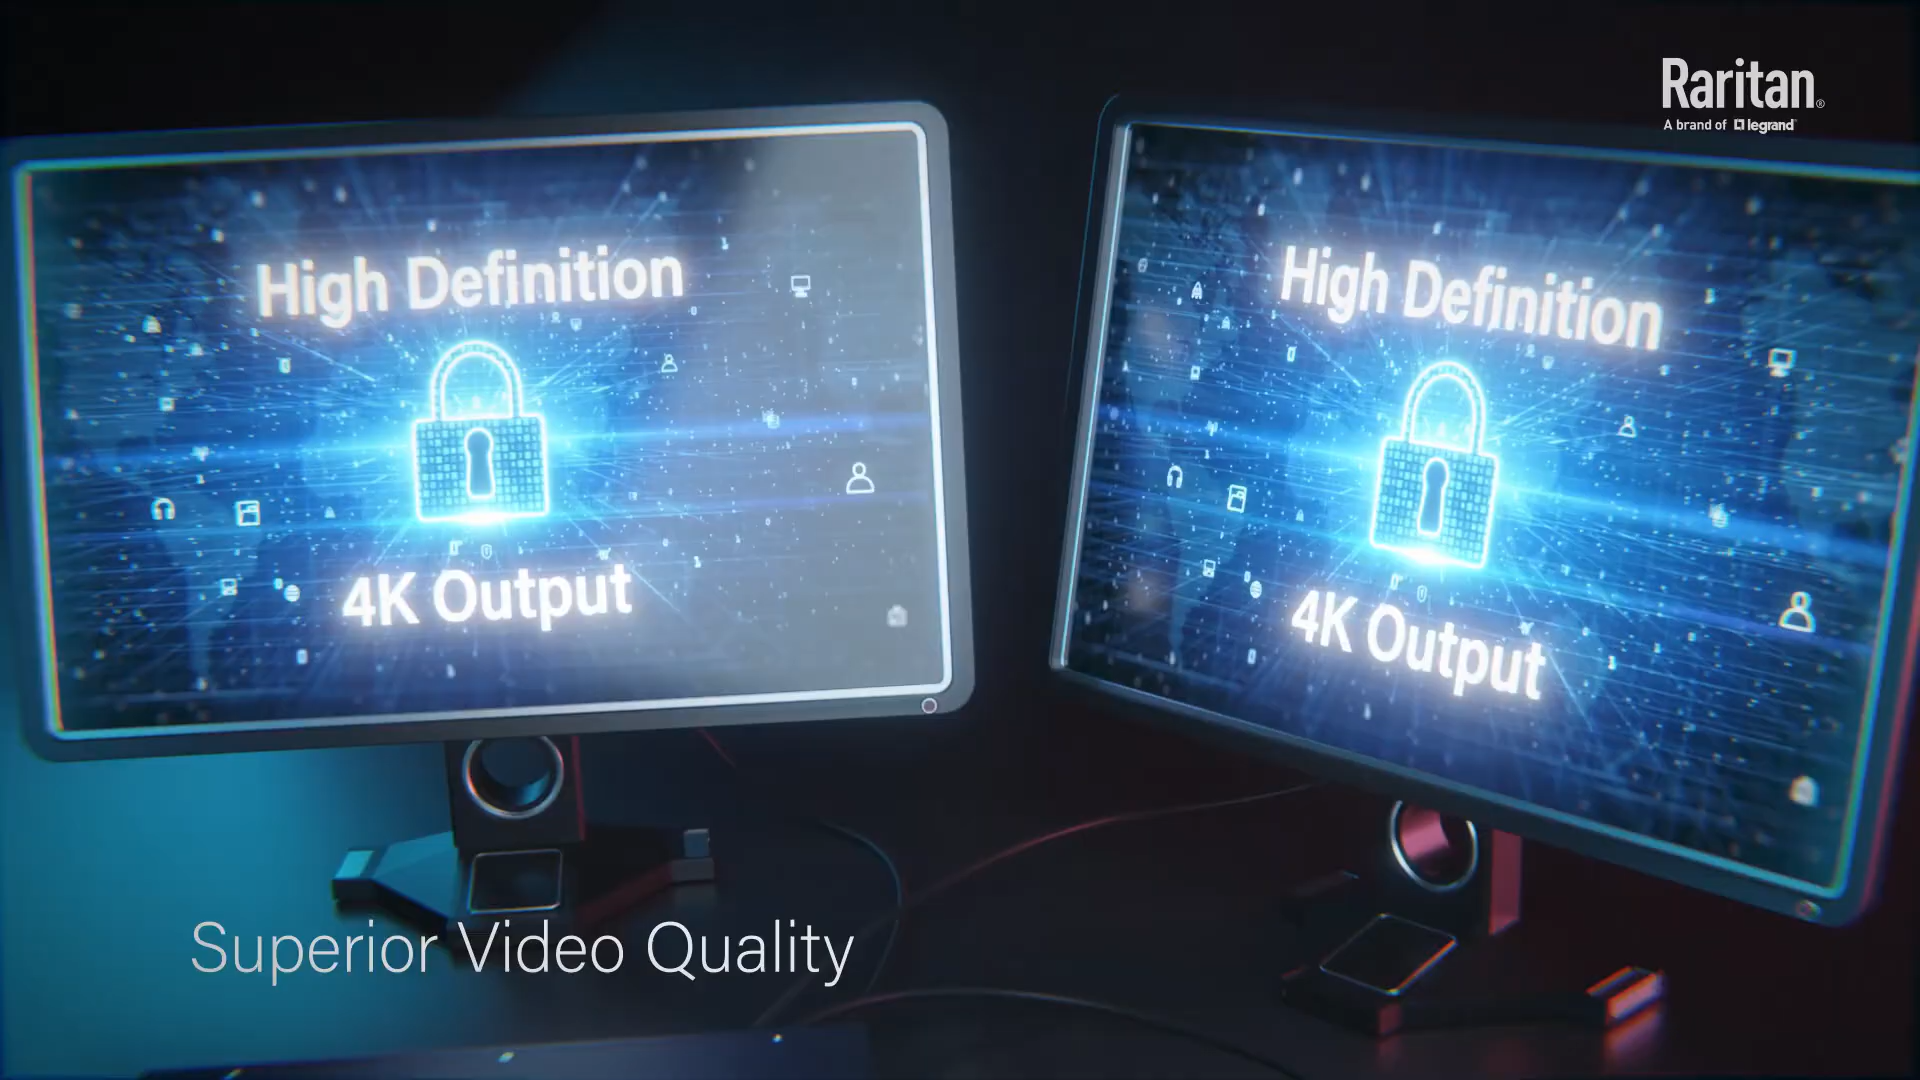 Raritan®
A brand of legrand
High Definition
4K Output
High Definition
4K Output
Superior Video Quality